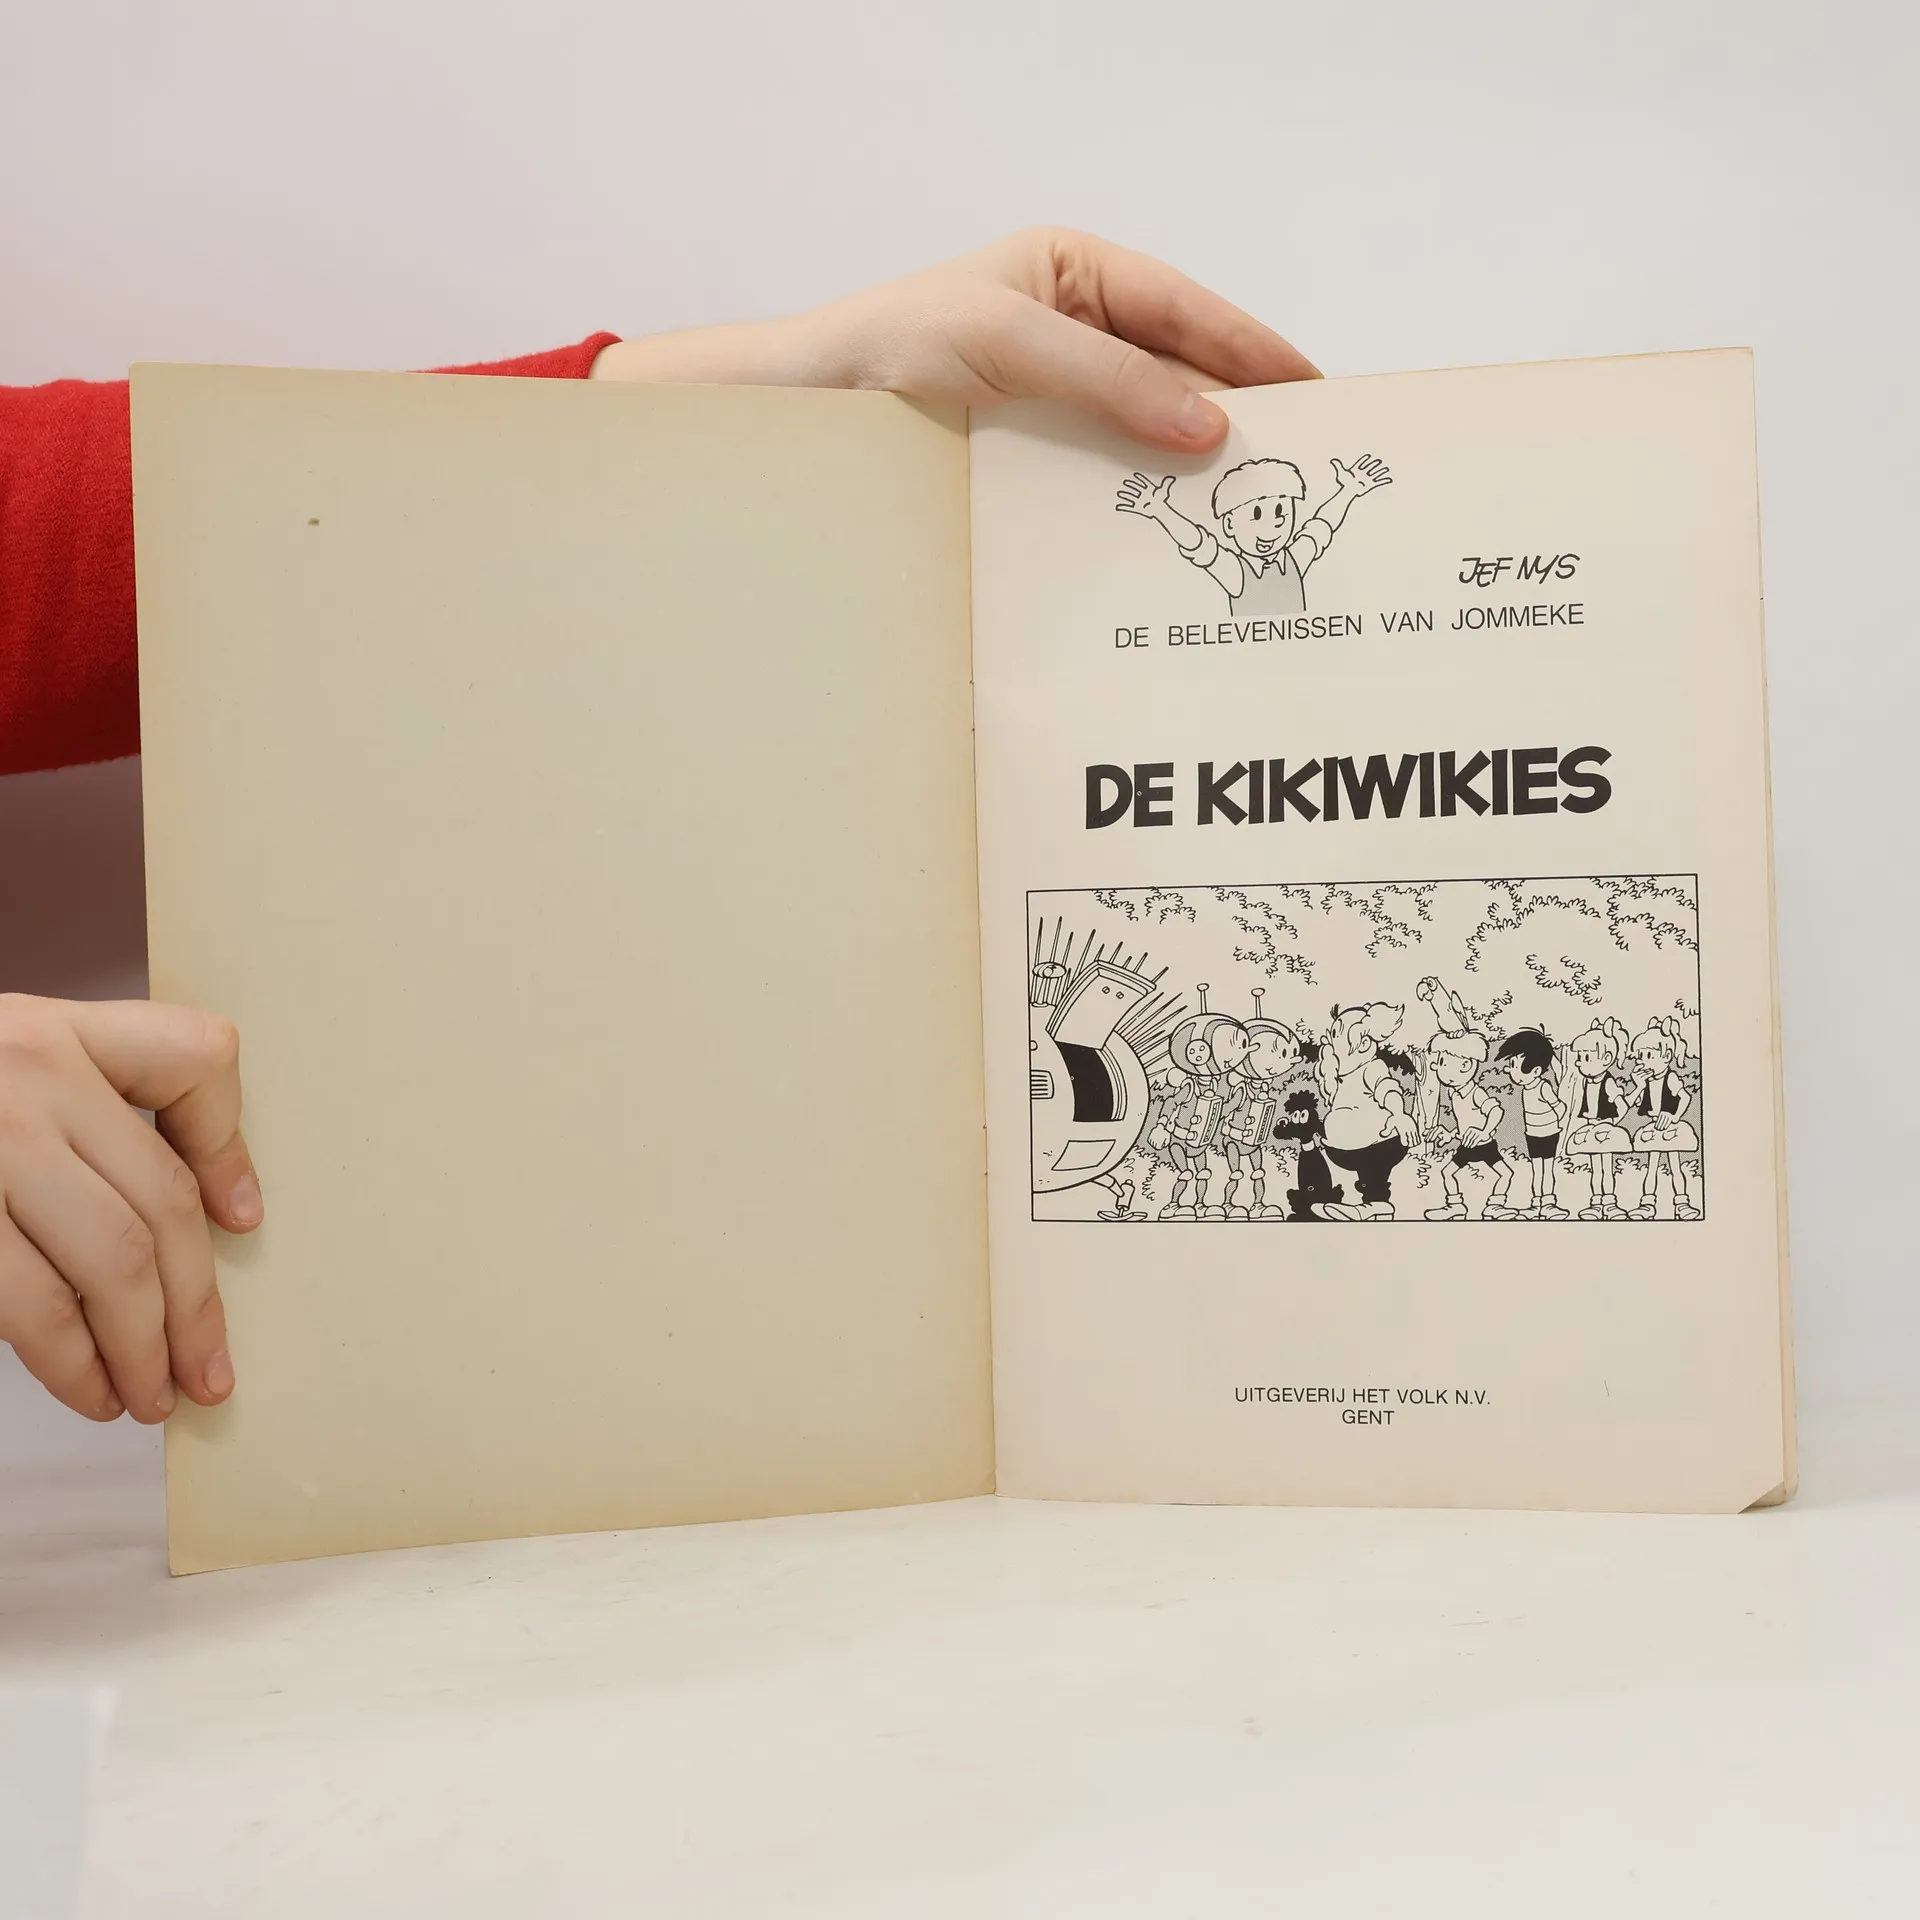 JEF NYS
DE BELEVENISSEN VAN JOMMEKE
DE KIKIWIKIES
UITGEVERIJ HET VOLK N.V.
GENT